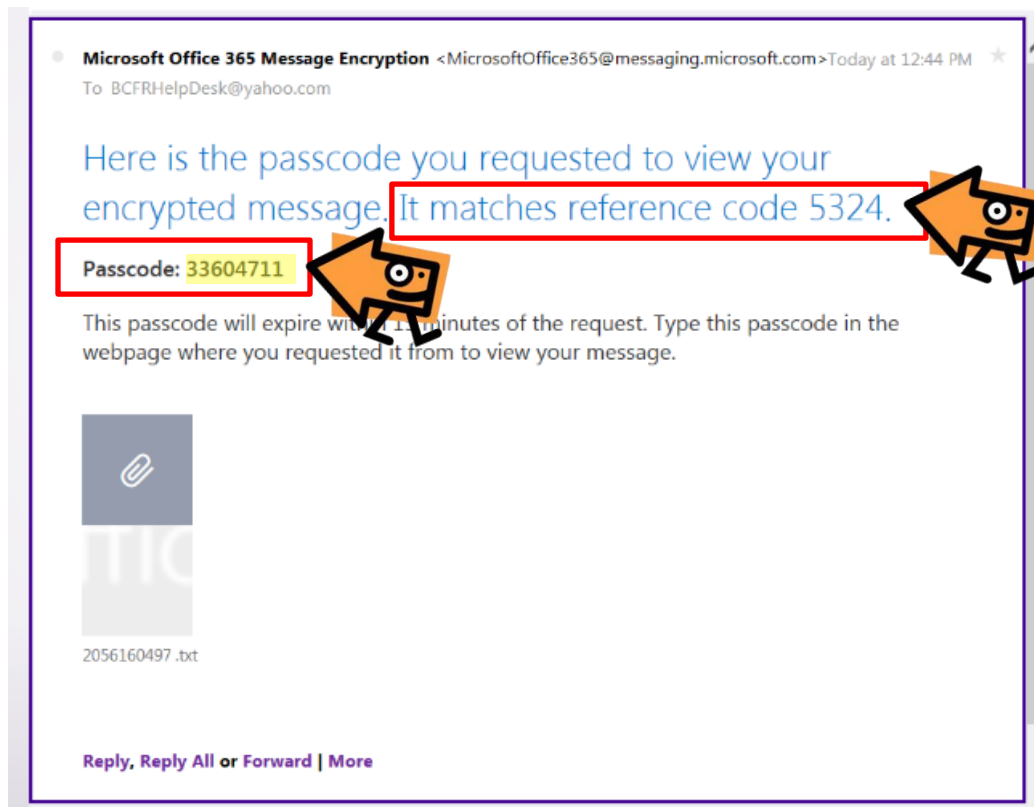 Microsoft Office 365 Message Encryption <MicrosoftOffice365@messaging.microsoft.com>Today at 12:44 PM
To BCFRHelpDesk@yahoo.com
Here is the passcode you requested to view your
encrypted message. It matches reference code 5324.
Passcode: 33604711
This passcode will expire within 15 minutes of the request. Type this passcode in the
webpage where you requested it from to view your message.
2056160497.txt
Reply, Reply All or Forward | More